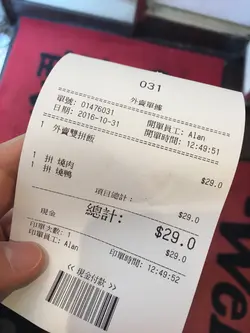 031
外賣單據
單號: 01476031 開單員工: Alan
日期: 2016-10-31 開單時間: 12:49:51
1 外賣雙拼飯 $29.0
1 拼 燒肉
1 拼 燒鴨
項目總計: $29.0
總計: $29.0
現金 $29.0
印單次數: 1
印單員工: Alan 印單時間: 12:49:52
<< 現金付款 >>
We